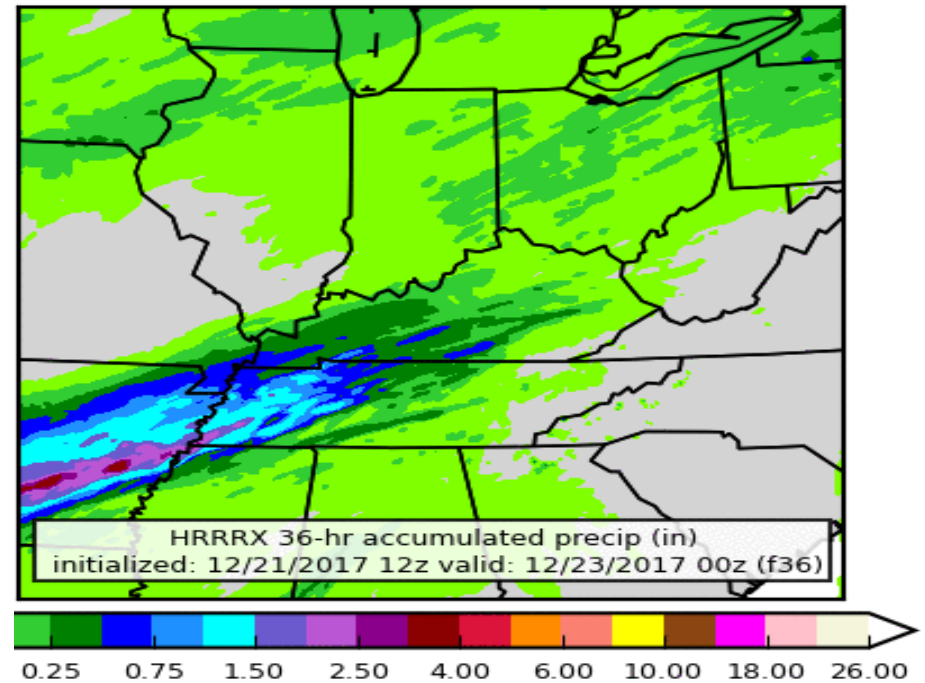 HRRRX 36-hr accumulated precip (in)
initialized: 12/21/2017 12z valid: 12/23/2017 00z (f36)
0.25 0.75 1.50 2.50 4.00 6.00 10.00 18.00 26.00